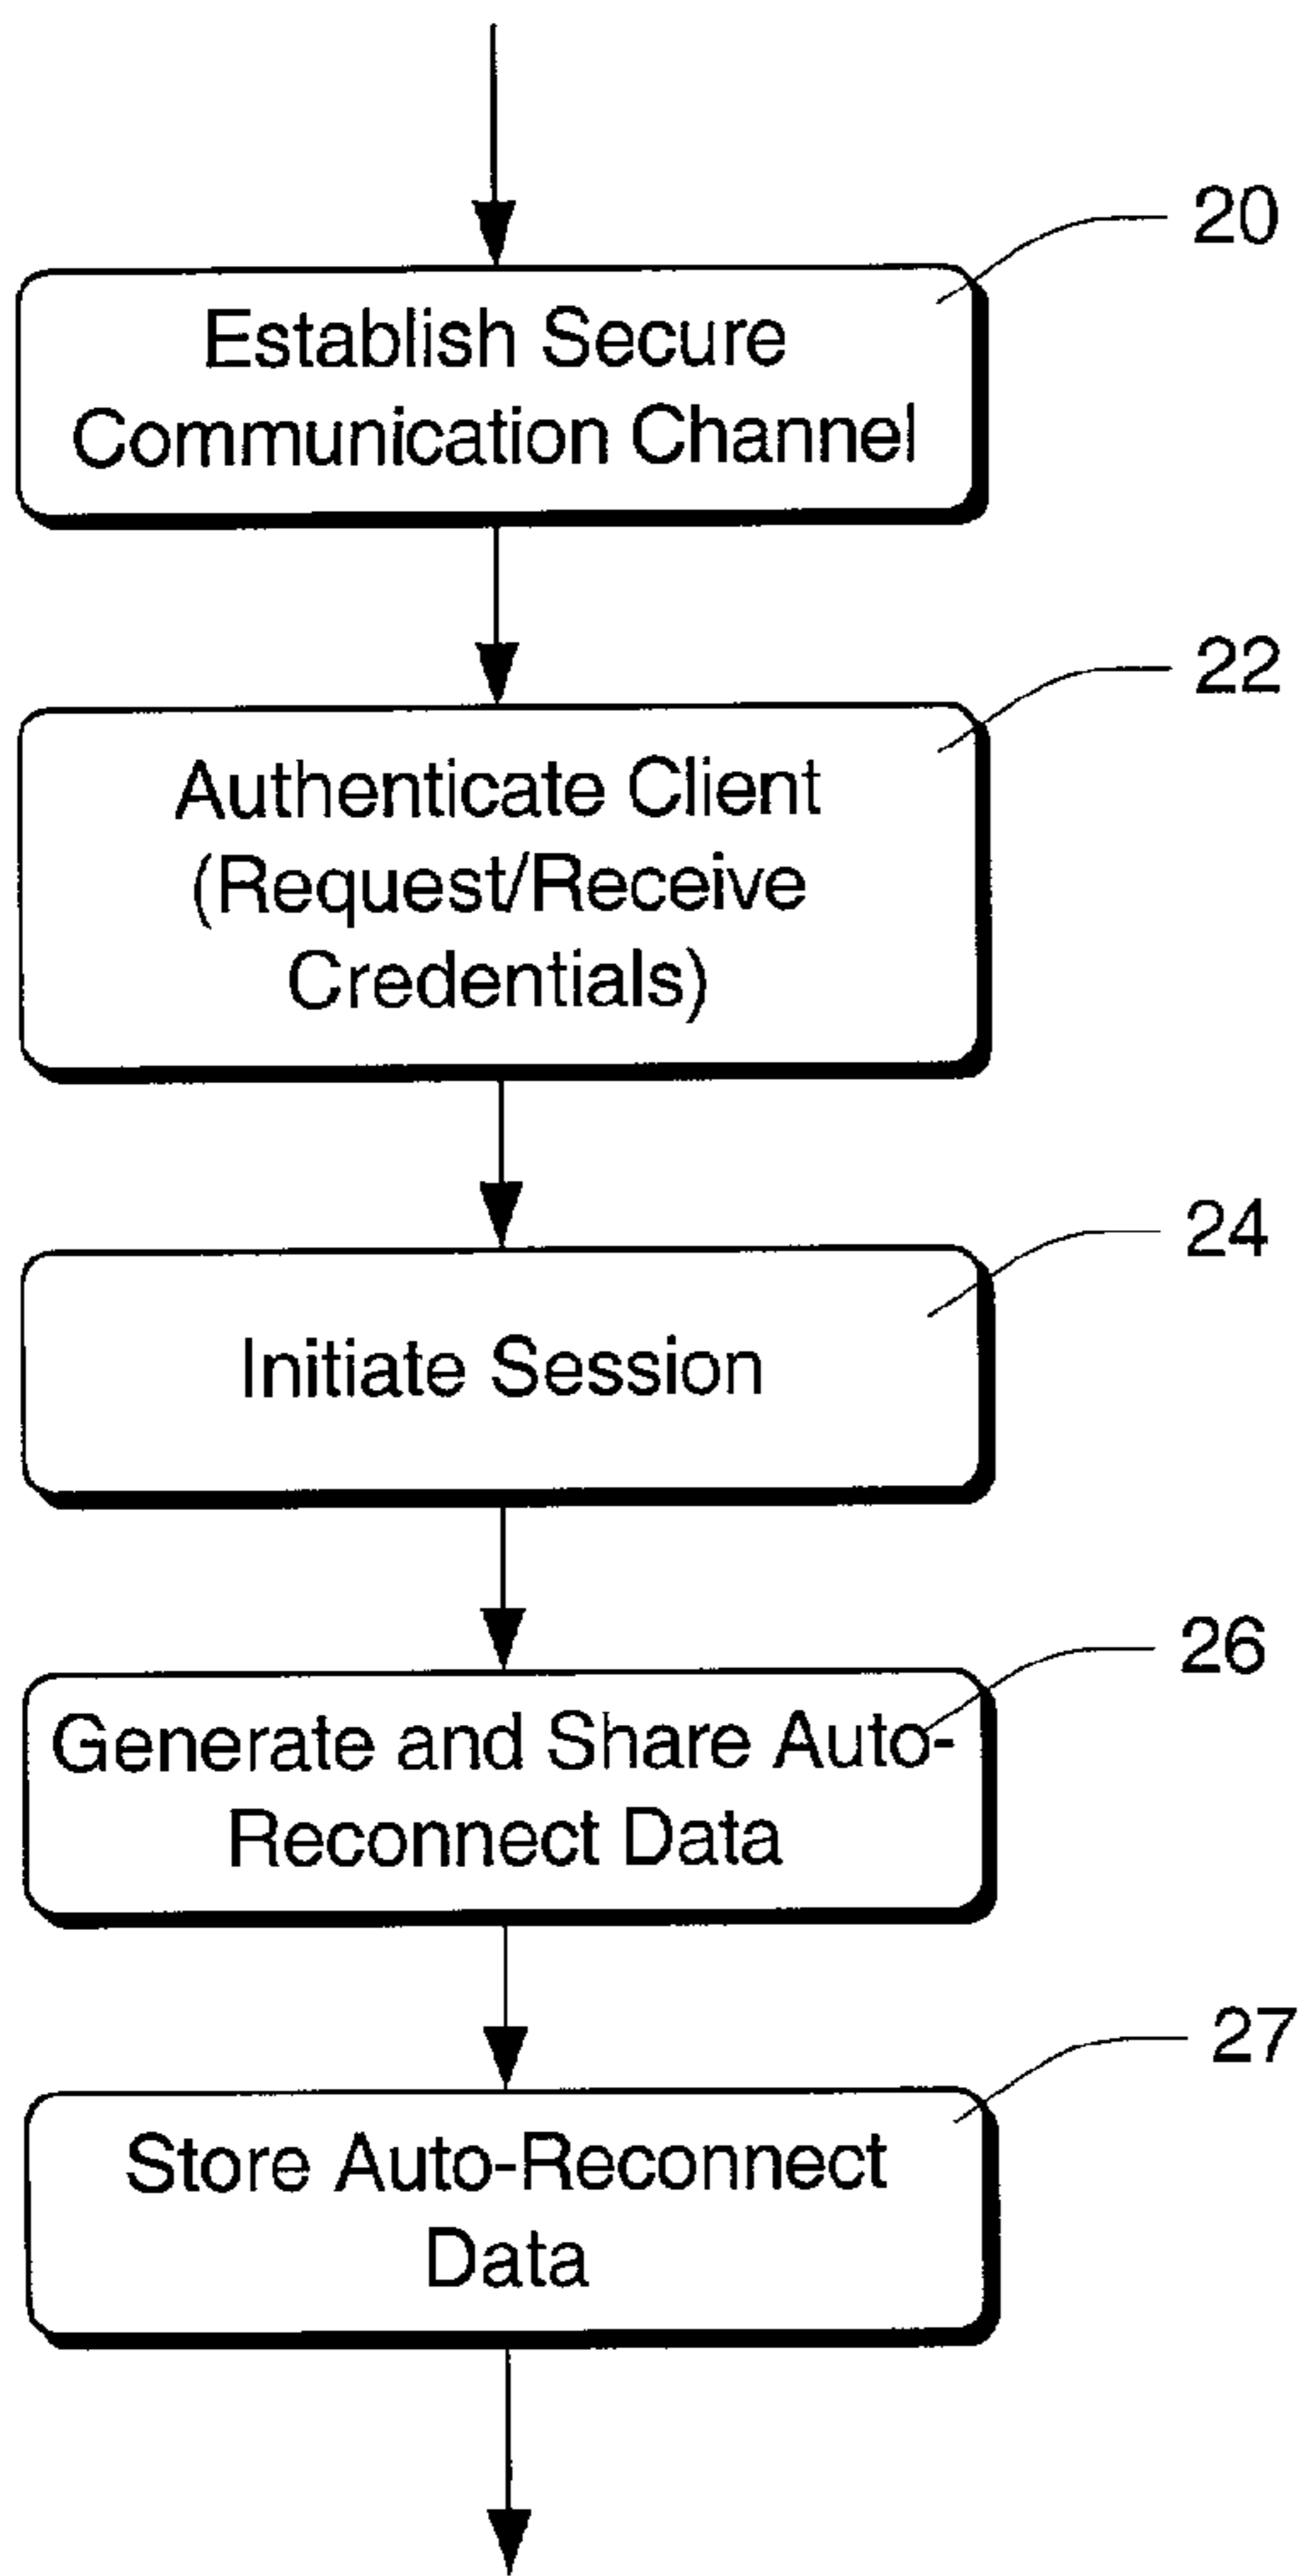 20
Establish Secure
Communication Channel
22
Authenticate Client
(Request/Receive
Credentials)
24
Initiate Session
26
Generate and Share Auto-
Reconnect Data
27
Store Auto-Reconnect
Data